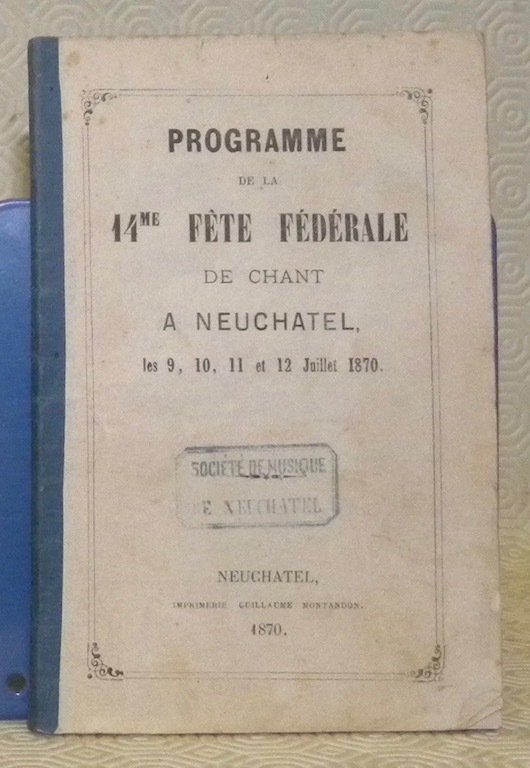 PROGRAMME
DE LA
14ME FÊTE FÉDÉRALE
DE CHANT
A NEUCHATEL,
les 9, 10, 11 et 12 Juillet 1870.
SOCIÉTÉ DE MUSIQUE
DE NEUCHATEL
NEUCHATEL,
IMPRIMERIE GUILLAUME MONTANDON.
1870.